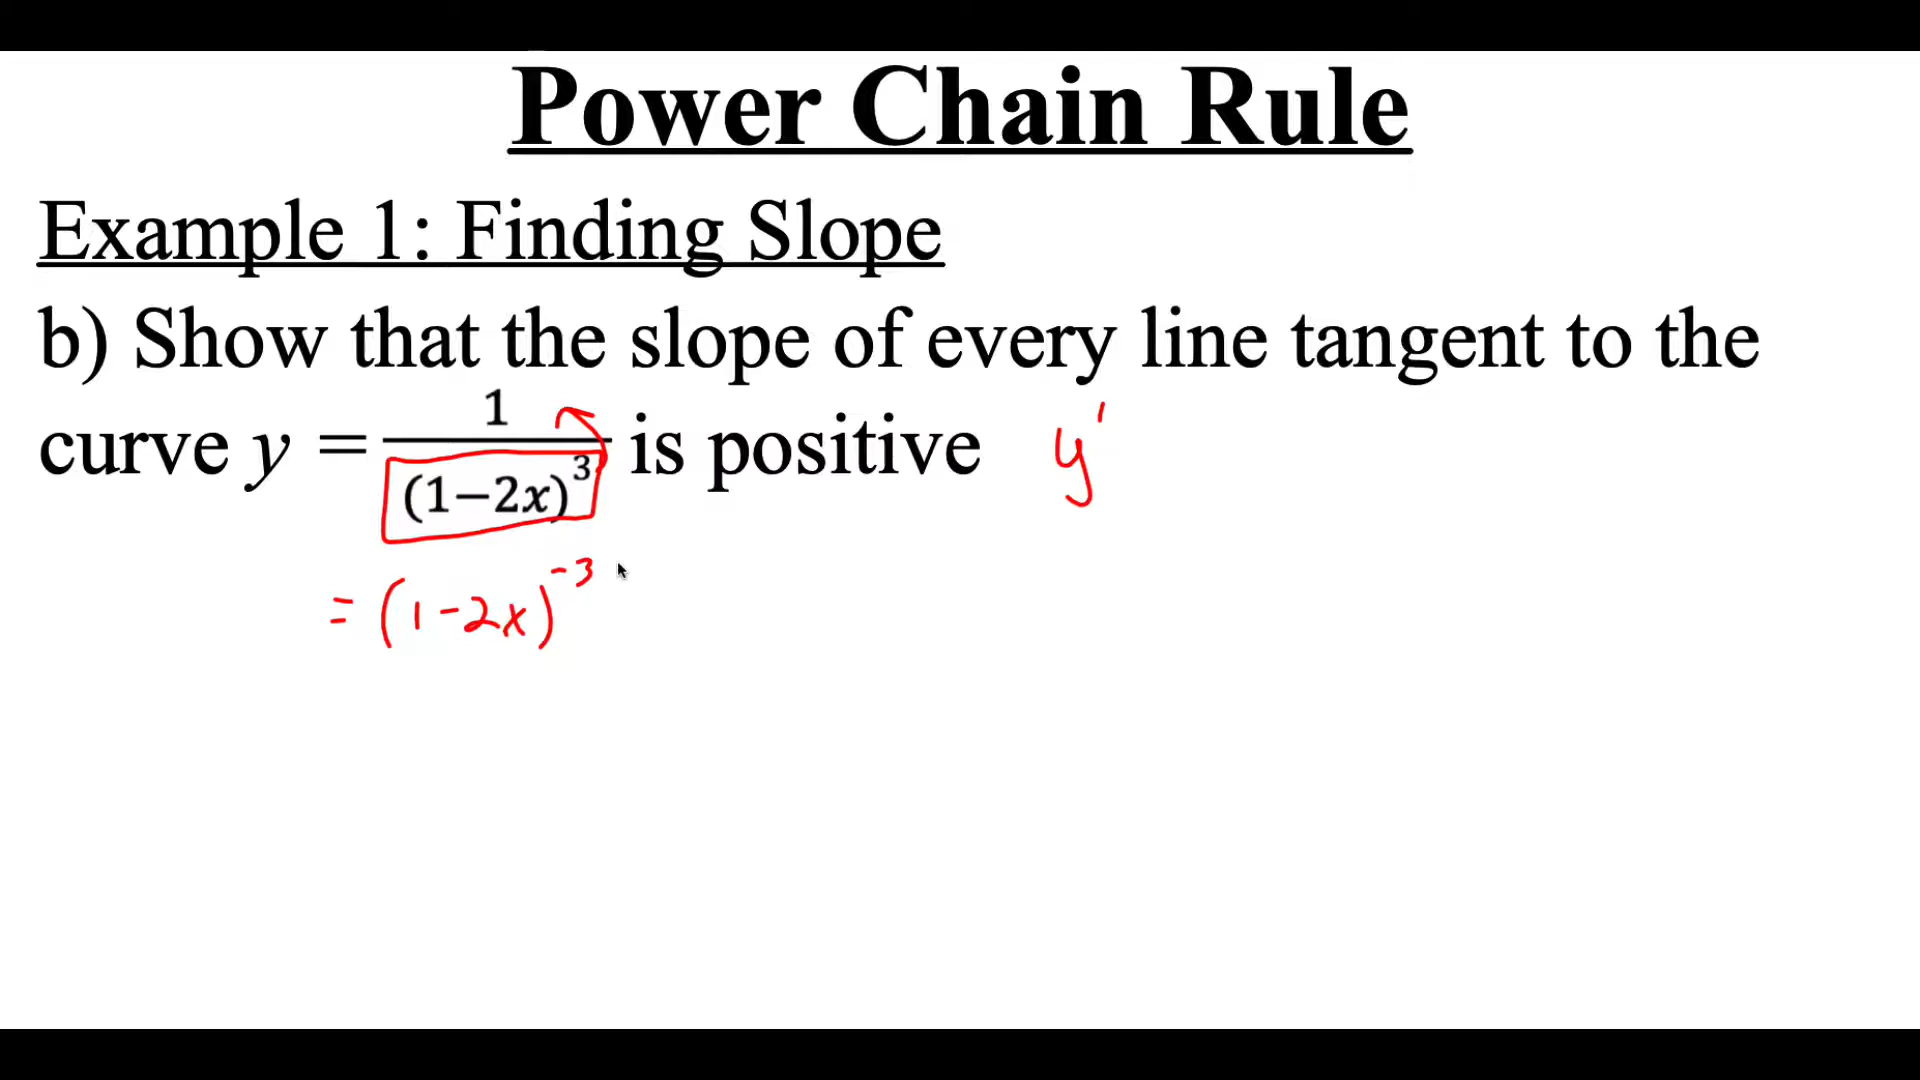 Power Chain Rule
Example 1: Finding Slope
b) Show that the slope of every line tangent to the
curve y = 1/(1−2x)³ is positive y'
= (1-2x)⁻³